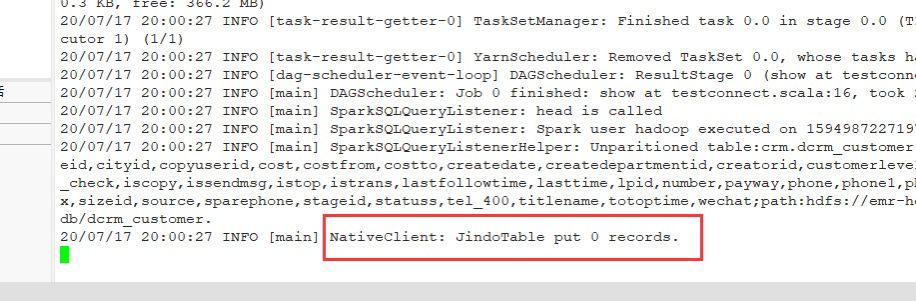 0.3 KB, free: 366.2 MB)
20/07/17 20:00:27 INFO [task-result-getter-0] TaskSetManager: Finished task 0.0 in stage 0.0 (T
cutor 1) (1/1)
20/07/17 20:00:27 INFO [task-result-getter-0] YarnScheduler: Removed TaskSet 0.0, whose tasks ha
20/07/17 20:00:27 INFO [dag-scheduler-event-loop] DAGScheduler: ResultStage 0 (show at testconne
20/07/17 20:00:27 INFO [main] DAGScheduler: Job 0 finished: show at testconnect.scala:16, took
20/07/17 20:00:27 INFO [main] SparkSQLQueryListener: head is called
20/07/17 20:00:27 INFO [main] SparkSQLQueryListener: Spark user hadoop executed on 1594987227197
20/07/17 20:00:27 INFO [main] SparkSQLQueryListenerHelper: Unparitioned table:crm.dcrm_customer
eid,cityid,copyuserid,cost,costfrom,costto,createdate,createdepartmentid,creatorid,customerleve
_check,iscopy,issendmsg,istop,istrans,lastfollowtime,lasttime,lpid,number,payway,phone,phone1,ph
x,sizeid,source,sparephone,stageid,statuss,tel_400,titlename,totoptime,wechat;path:hdfs://emr-he
db/dcrm_customer.
20/07/17 20:00:27 INFO [main] NativeClient: JindoTable put 0 records.